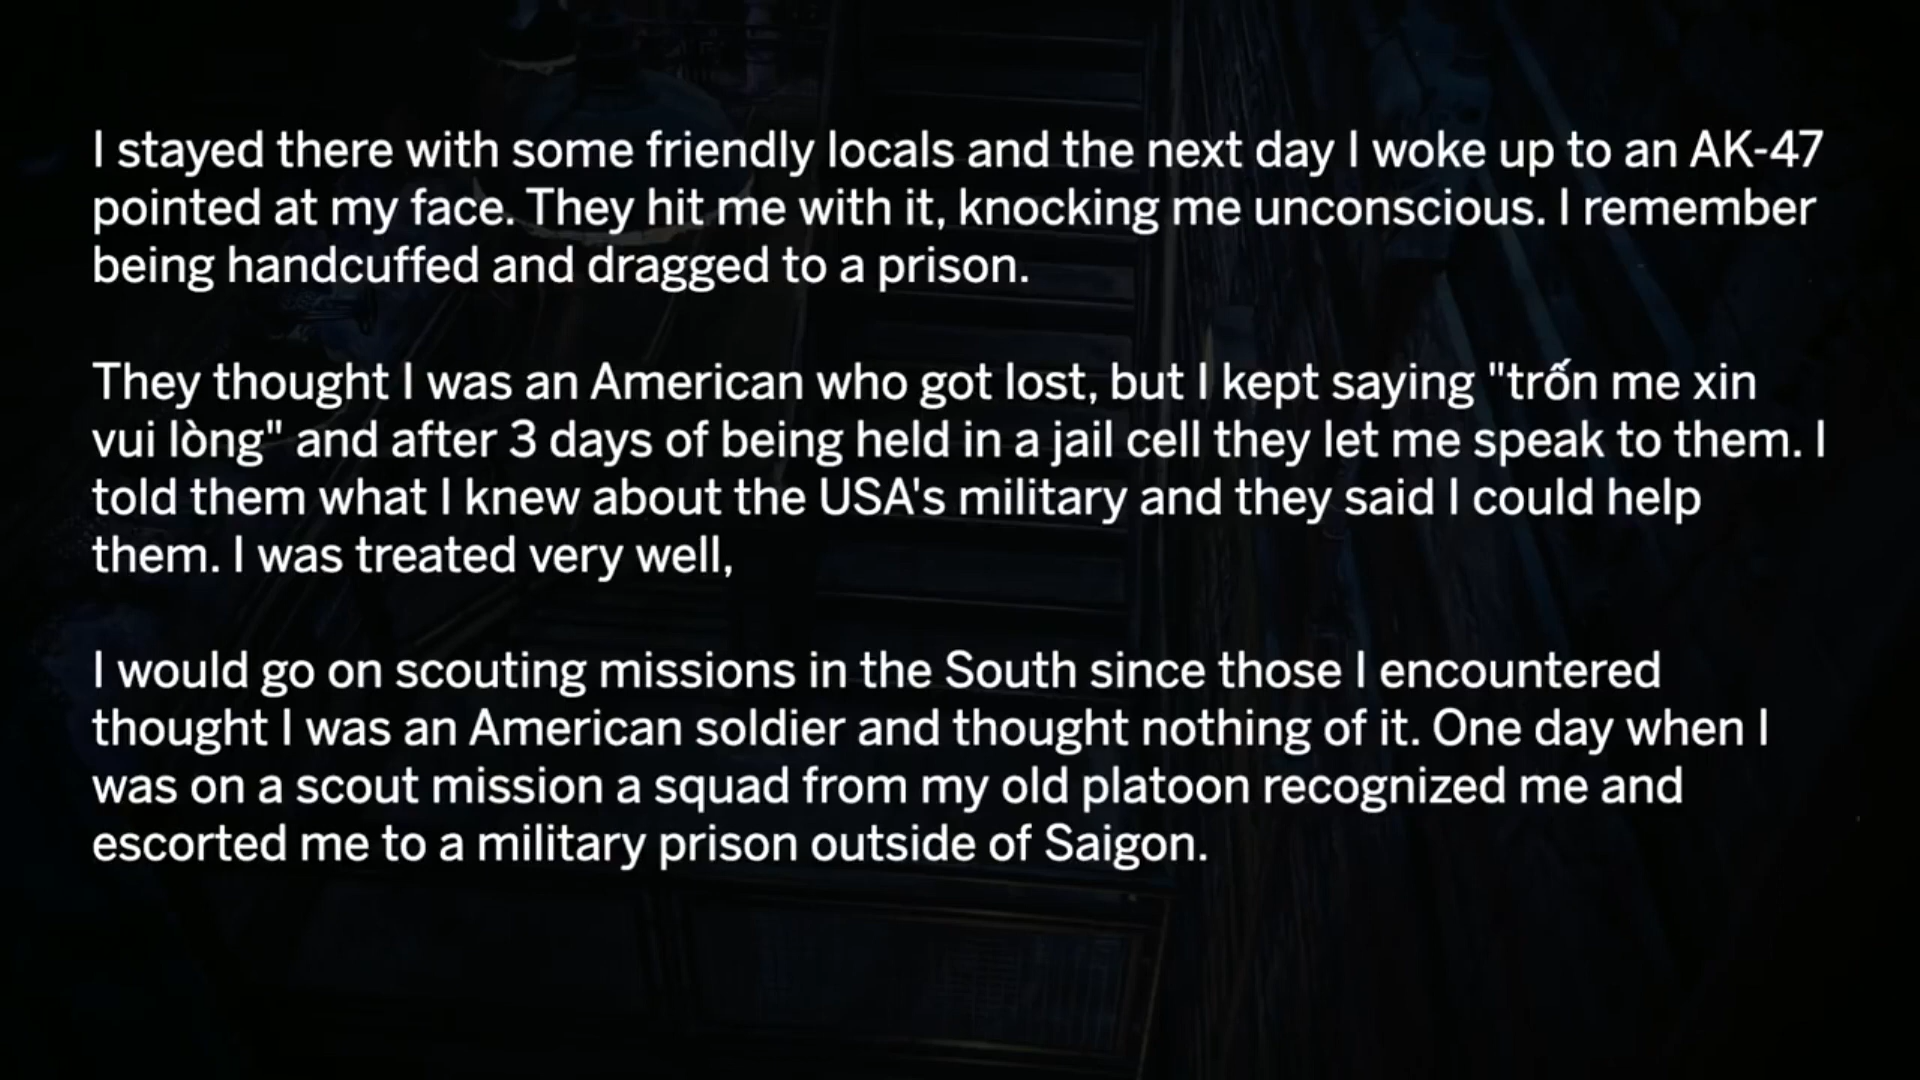 I stayed there with some friendly locals and the next day I woke up to an AK-47
pointed at my face. They hit me with it, knocking me unconscious. I remember
being handcuffed and dragged to a prison.
They thought I was an American who got lost, but I kept saying "trốn me xin
vui lòng" and after 3 days of being held in a jail cell they let me speak to them. I
told them what I knew about the USA's military and they said I could help
them. I was treated very well,
I would go on scouting missions in the South since those I encountered
thought I was an American soldier and thought nothing of it. One day when I
was on a scout mission a squad from my old platoon recognized me and
escorted me to a military prison outside of Saigon.